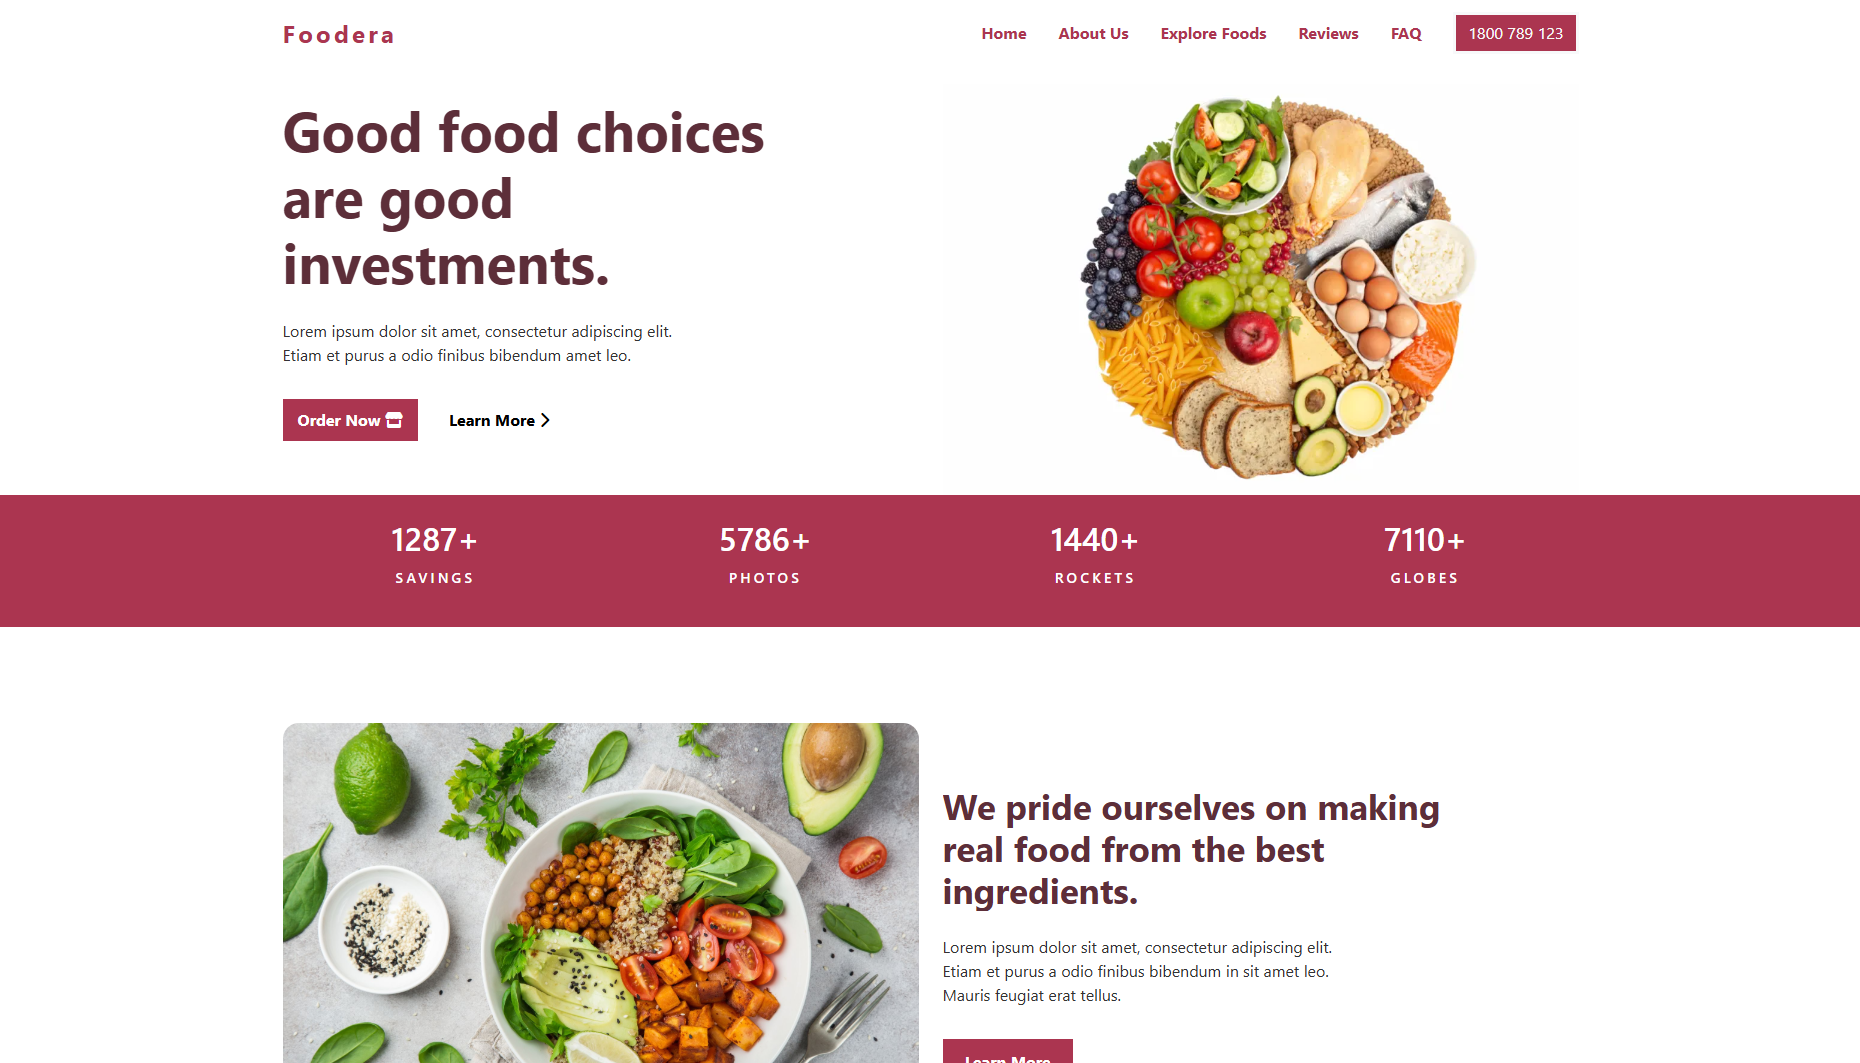 Foodera
Home About Us Explore Foods Reviews FAQ 1800 789 123
Good food choices
are good
investments.
Lorem ipsum dolor sit amet, consectetur adipiscing elit.
Etiam et purus a odio finibus bibendum amet leo.
Order Now Learn More
1287+ 5786+ 1440+ 7110+
SAVINGS PHOTOS ROCKETS GLOBES
We pride ourselves on making
real food from the best
ingredients.
Lorem ipsum dolor sit amet, consectetur adipiscing elit.
Etiam et purus a odio finibus bibendum in sit amet leo.
Mauris feugiat erat tellus.
Learn More